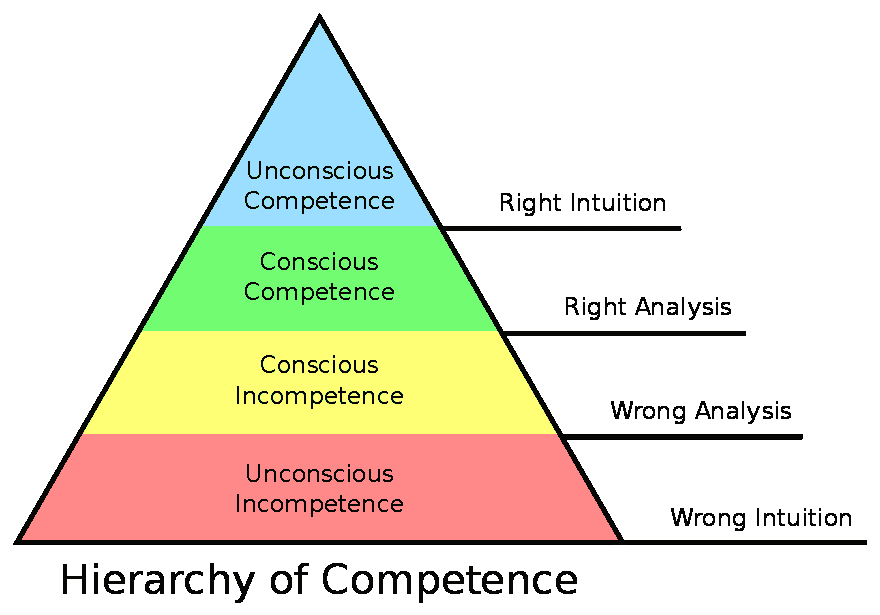 Unconscious
Competence
Right Intuition
Conscious
Competence
Right Analysis
Conscious
Incompetence
Wrong Analysis
Unconscious
Incompetence
Wrong Intuition
Hierarchy of Competence